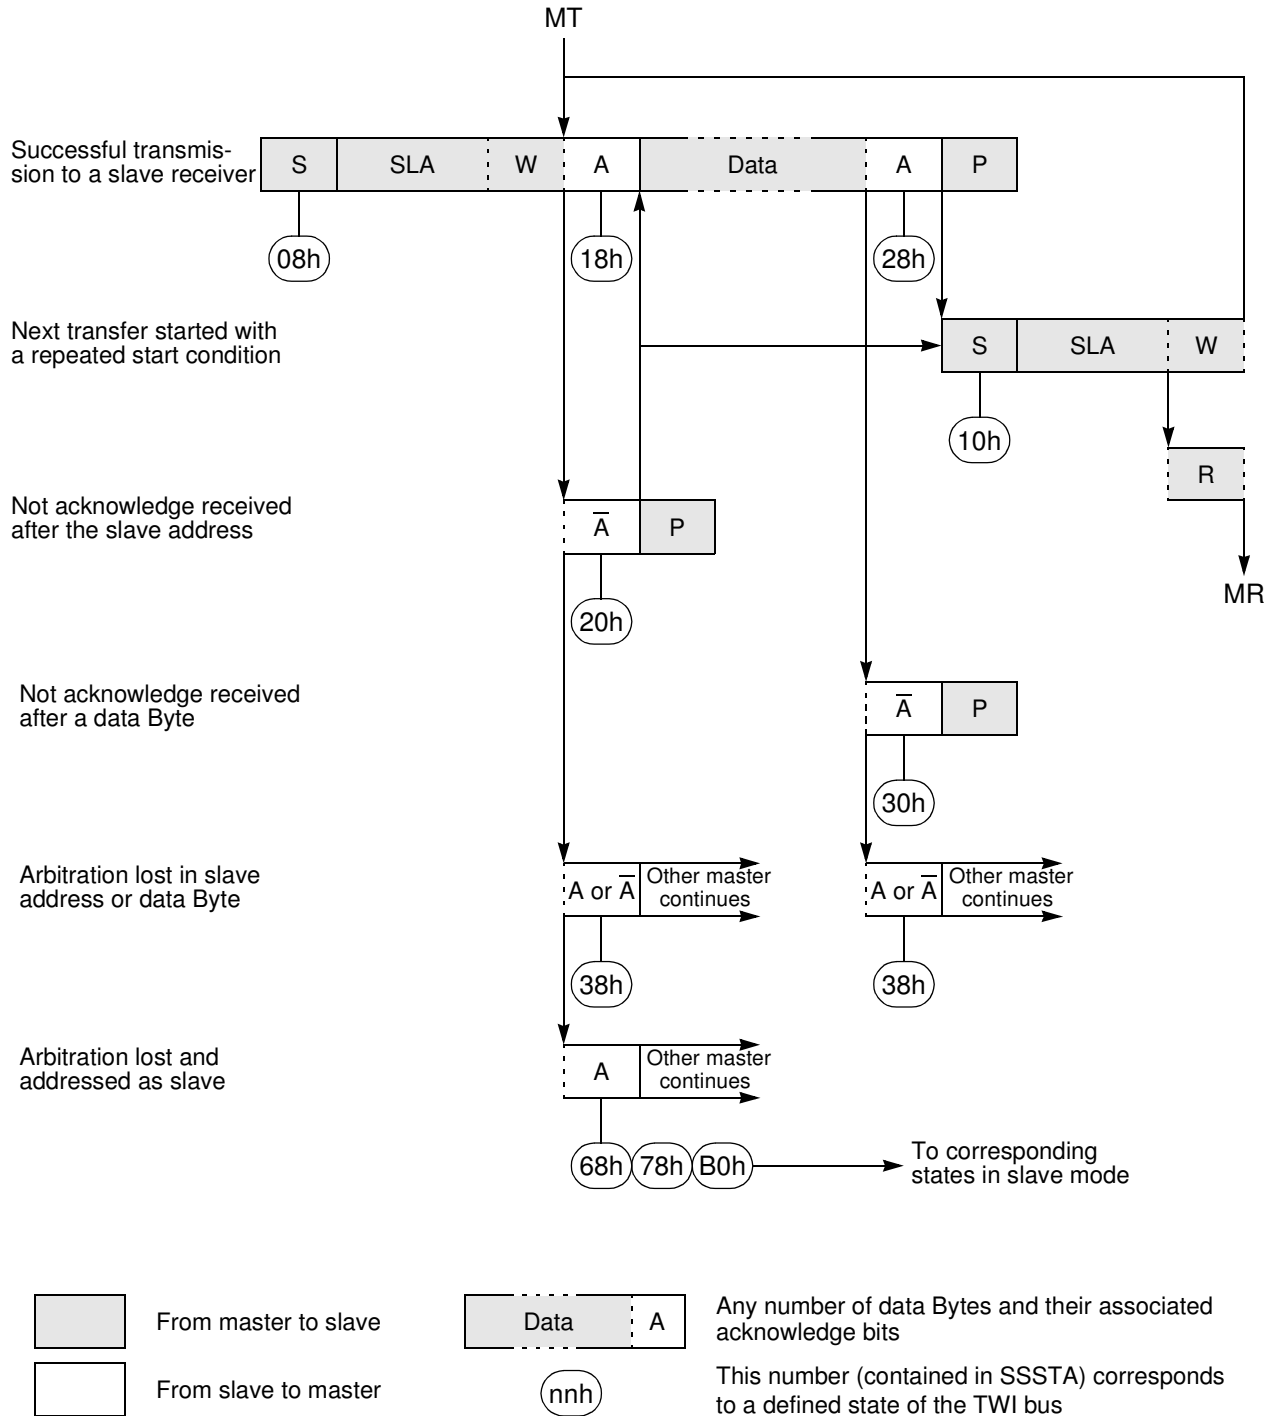 MT
Successful transmis-
sion to a slave receiver
S SLA W A Data A P
08h 18h 28h
Next transfer started with
a repeated start condition
S SLA W
10h
R
Not acknowledge received
after the slave address
A̅ P
MR
20h
Not acknowledge received
after a data Byte
A̅ P
30h
Arbitration lost in slave
address or data Byte
A or A̅
Other master
continues
A or A̅
Other master
continues
38h 38h
Arbitration lost and
addressed as slave
A
Other master
continues
68h 78h B0h
To corresponding
states in slave mode
From master to slave
Data A
Any number of data Bytes and their associated
acknowledge bits
From slave to master
nnh
This number (contained in SSSTA) corresponds
to a defined state of the TWI bus